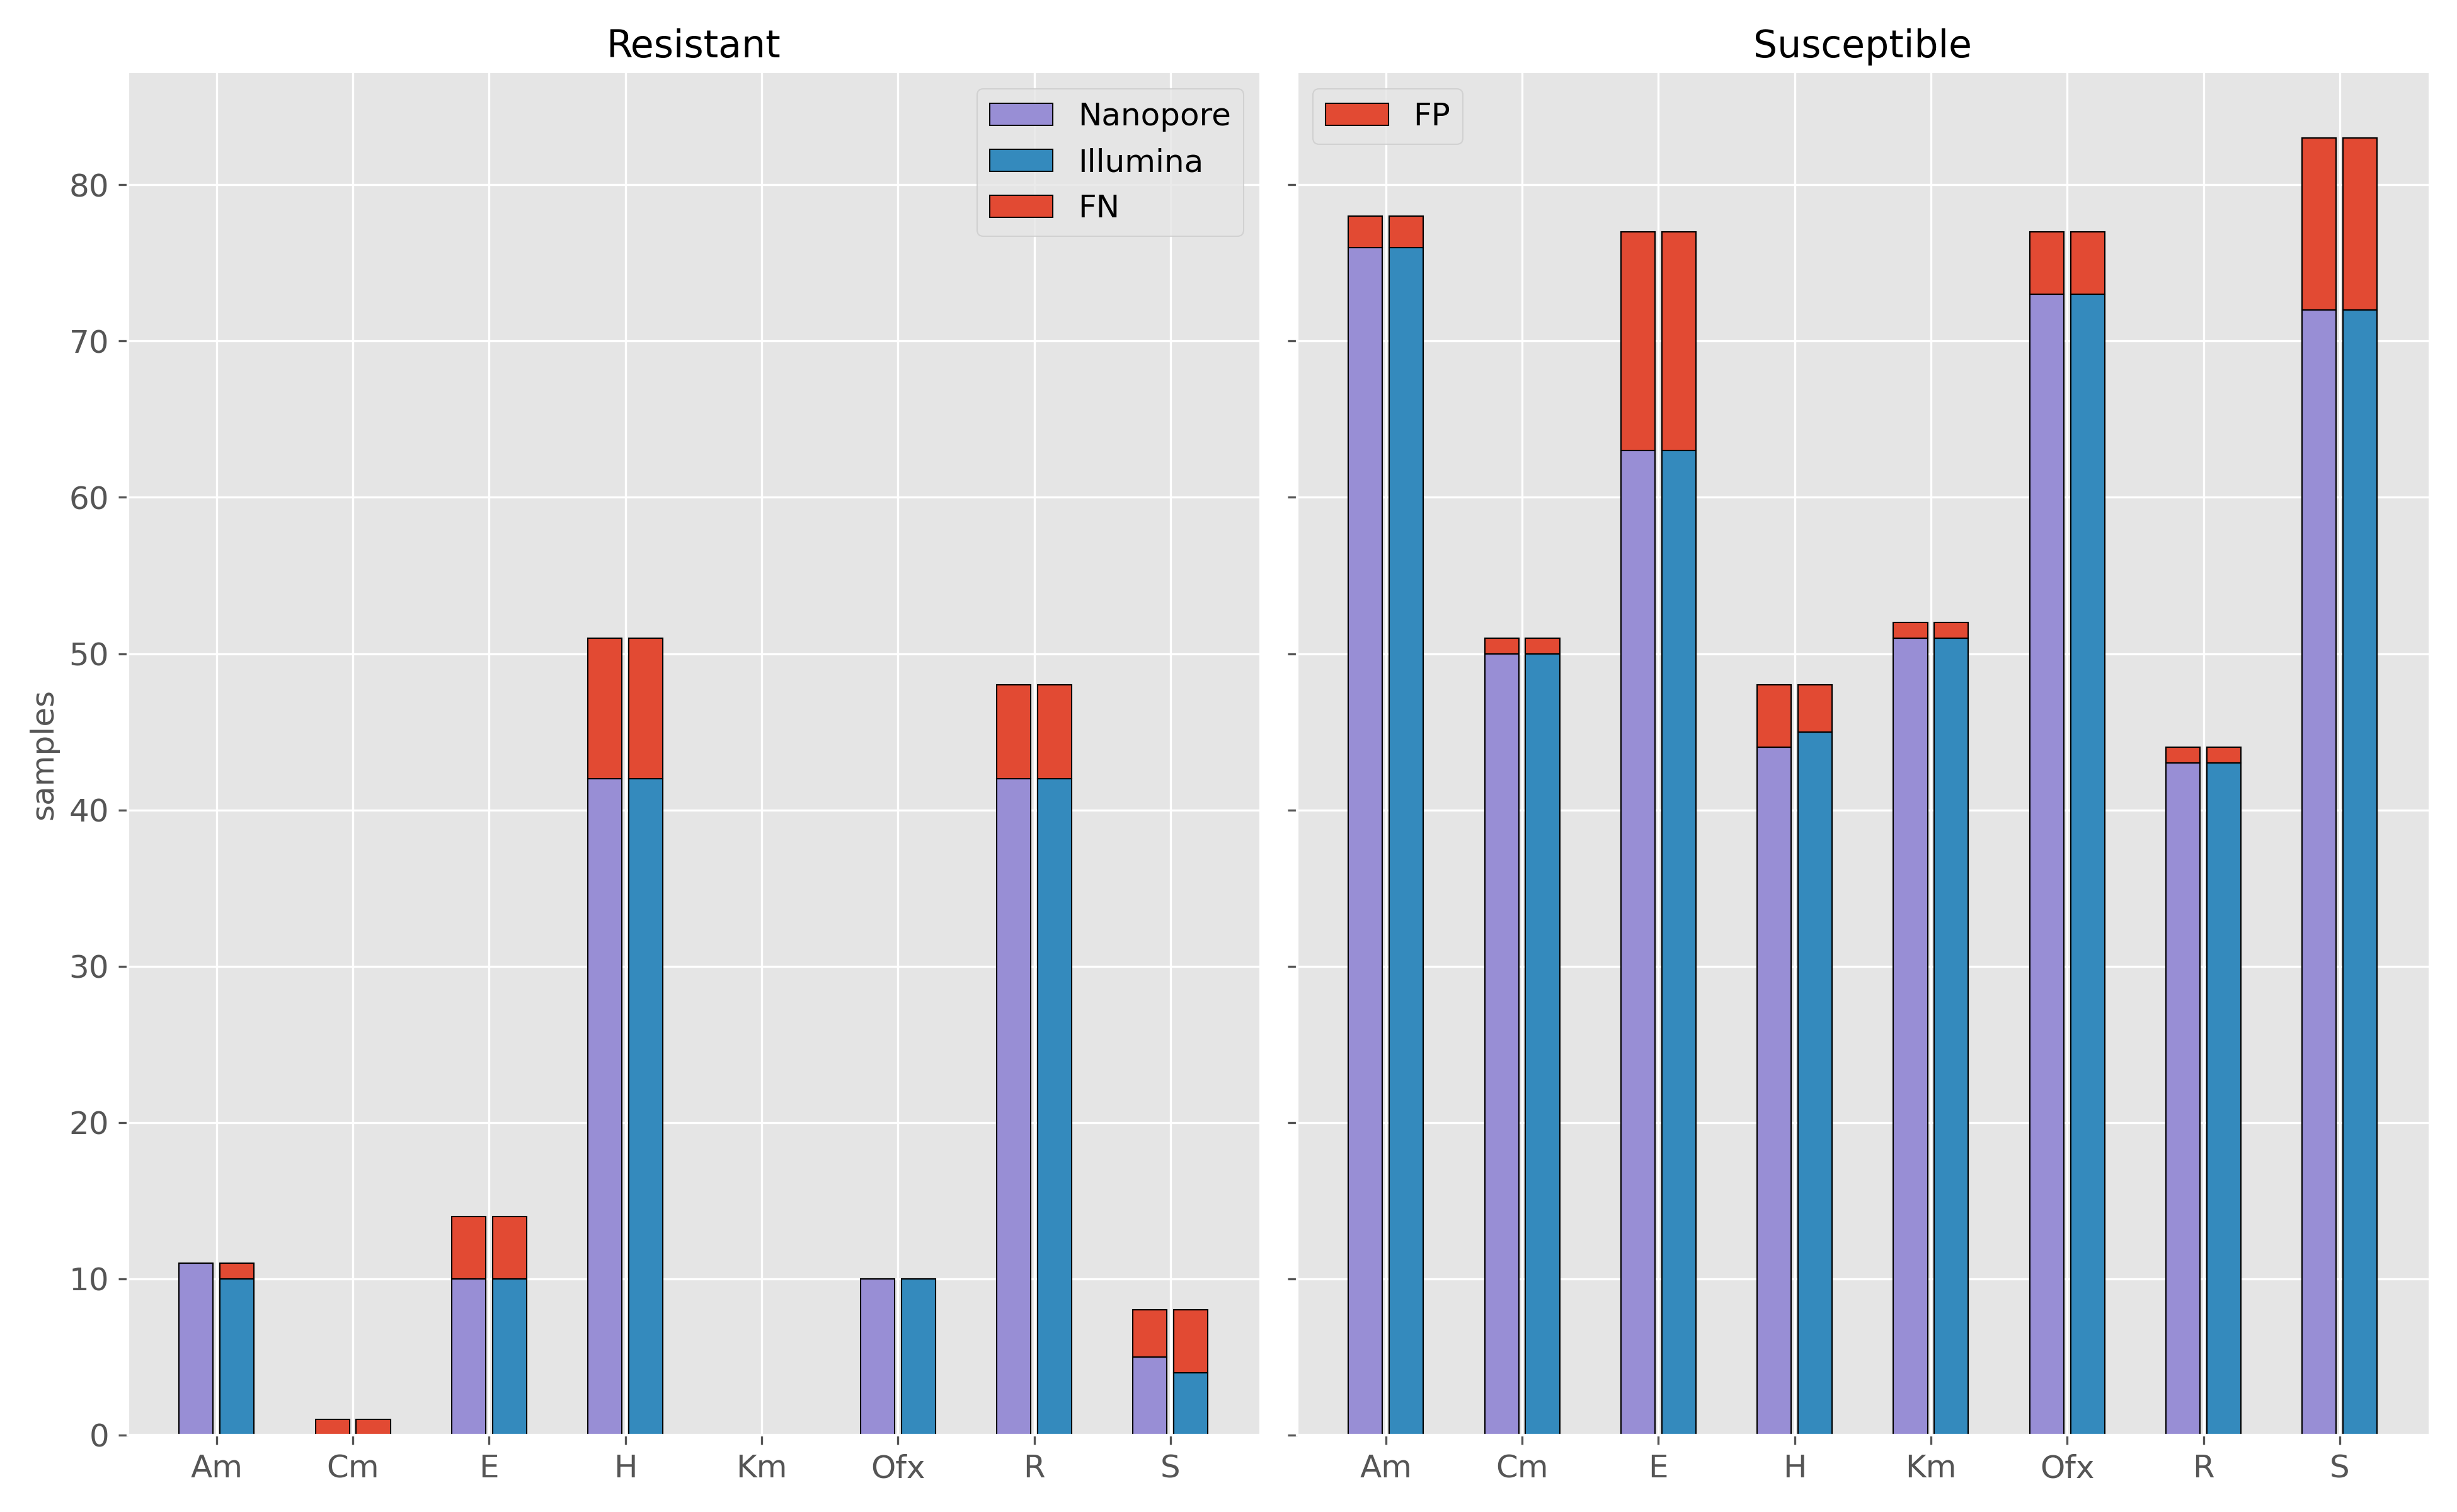 Resistant
Susceptible
Nanopore
Illumina
FN
FP
samples
80
70
60
50
40
30
20
10
0
Am Cm E H Km Ofx R S
Am Cm E H Km Ofx R S